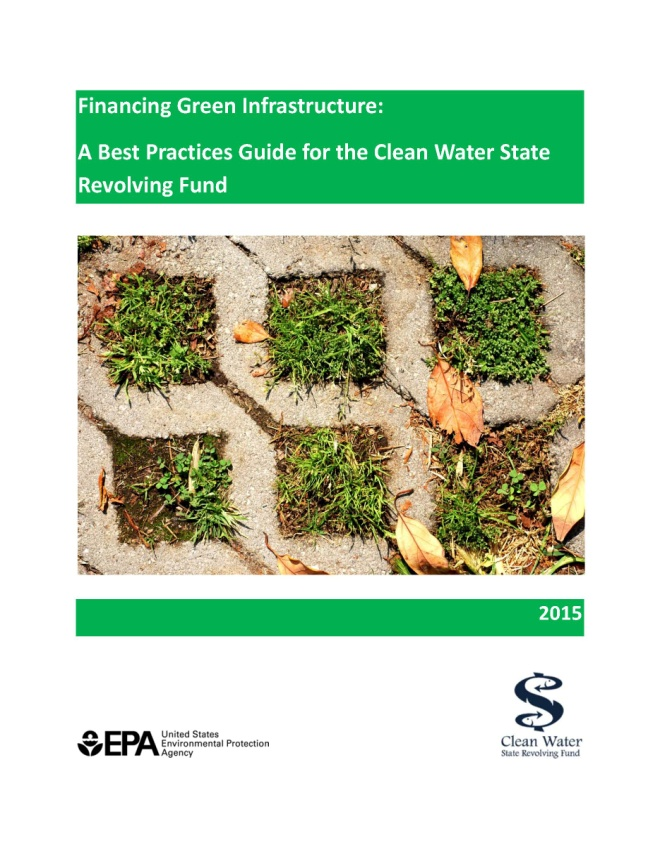 Financing Green Infrastructure:
A Best Practices Guide for the Clean Water State
Revolving Fund
2015
EPA
United States
Environmental Protection
Agency
Clean Water
State Revolving Fund